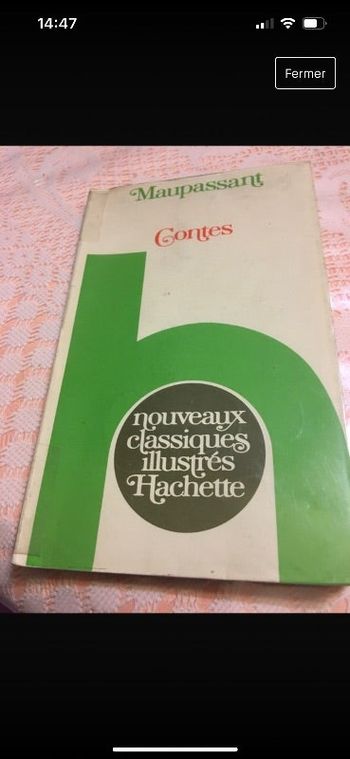 14:47
Fermer
Maupassant
Contes
nouveaux
classiques
illustrés
Hachette